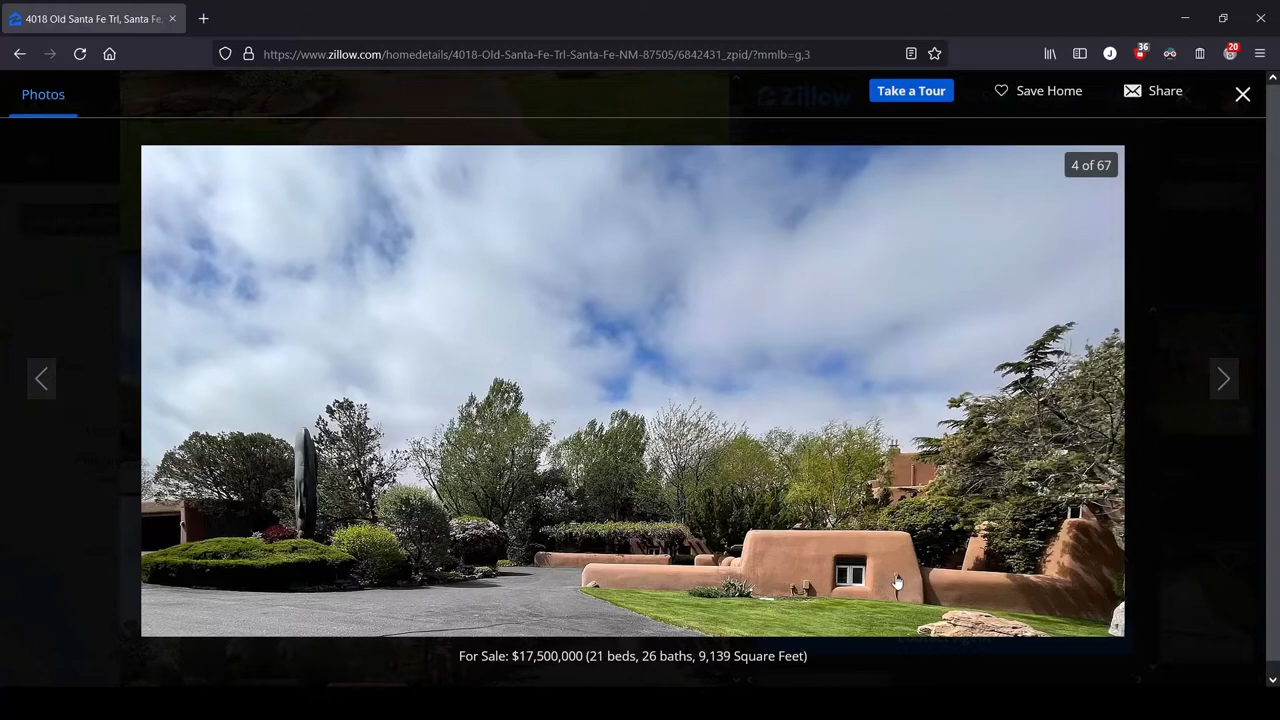 4018 Old Santa Fe Trl, Santa Fe,
https://www.zillow.com/homedetails/4018-Old-Santa-Fe-Trl-Santa-Fe-NM-87505/6842431_zpid/?mmlb=g,3
J
36
20
Photos
Zillow
Take a Tour
Save Home
Share
4 of 67
For Sale: $17,500,000 (21 beds, 26 baths, 9,139 Square Feet)